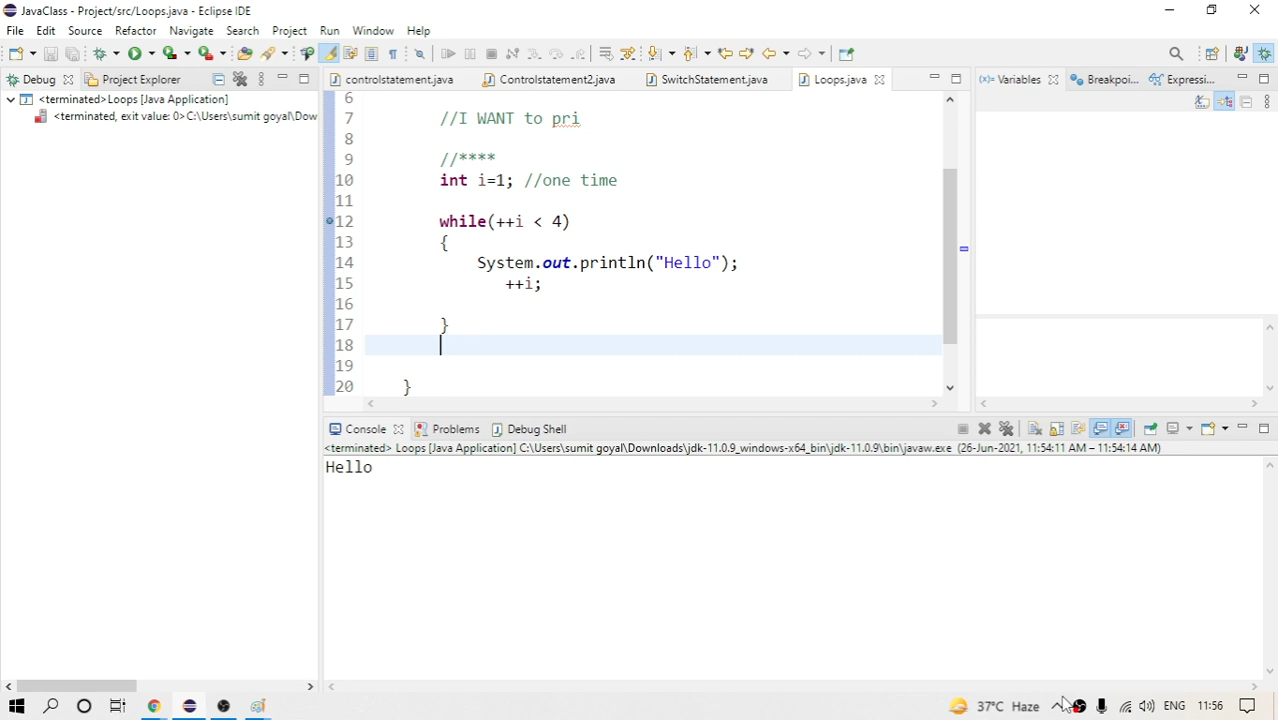 JavaClass - Project/src/Loops.java - Eclipse IDE
File Edit Source Refactor Navigate Search Project Run Window Help
Debug Project Explorer
controlstatement.java Controlstatement2.java SwitchStatement.java Loops.java
Variables Breakpoi... Expressi...
<terminated>Loops [Java Application]
<terminated, exit value: 0>C:\Users\sumit goyal\Dow
6
7 //I WANT to pri
8
9 //****
10 int i=1; //one time
11
12 while(++i < 4)
13 {
14 System.out.println("Hello");
15 ++i;
16
17 }
18
19
20 }
Console Problems Debug Shell
<terminated> Loops [Java Application] C:\Users\sumit goyal\Downloads\jdk-11.0.9_windows-x64_bin\jdk-11.0.9\bin\javaw.exe (26-Jun-2021, 11:54:11 AM – 11:54:14 AM)
Hello
37°C Haze ENG 11:56